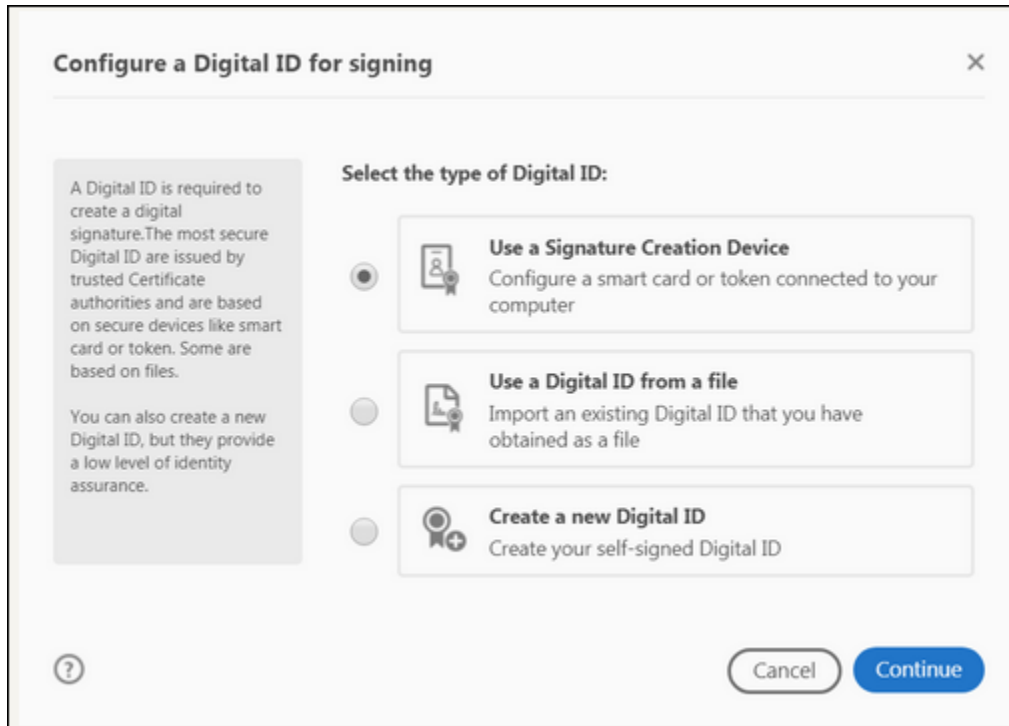 Configure a Digital ID for signing
A Digital ID is required to
create a digital
signature.The most secure
Digital ID are issued by
trusted Certificate
authorities and are based
on secure devices like smart
card or token. Some are
based on files.
You can also create a new
Digital ID, but they provide
a low level of identity
assurance.
Select the type of Digital ID:
Use a Signature Creation Device
Configure a smart card or token connected to your
computer
Use a Digital ID from a file
Import an existing Digital ID that you have
obtained as a file
Create a new Digital ID
Create your self-signed Digital ID
?
Cancel
Continue